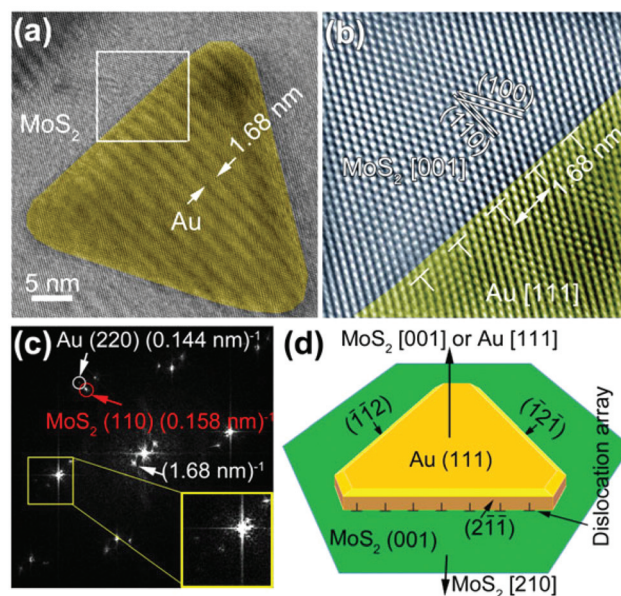 (a)
MoS₂
1.68 nm
Au
5 nm
(b)
(100)
(1̄10)
MoS₂ [001]
1.68 nm
Au [111]
(c)
Au (220) (0.144 nm)⁻¹
MoS₂ (110) (0.158 nm)⁻¹
(1.68 nm)⁻¹
(d)
MoS₂ [001] or Au [111]
(1̄1̄2)
(1̄21̄)
Au (111)
(21̄1̄)
MoS₂ (001)
MoS₂ [210]
Dislocation array